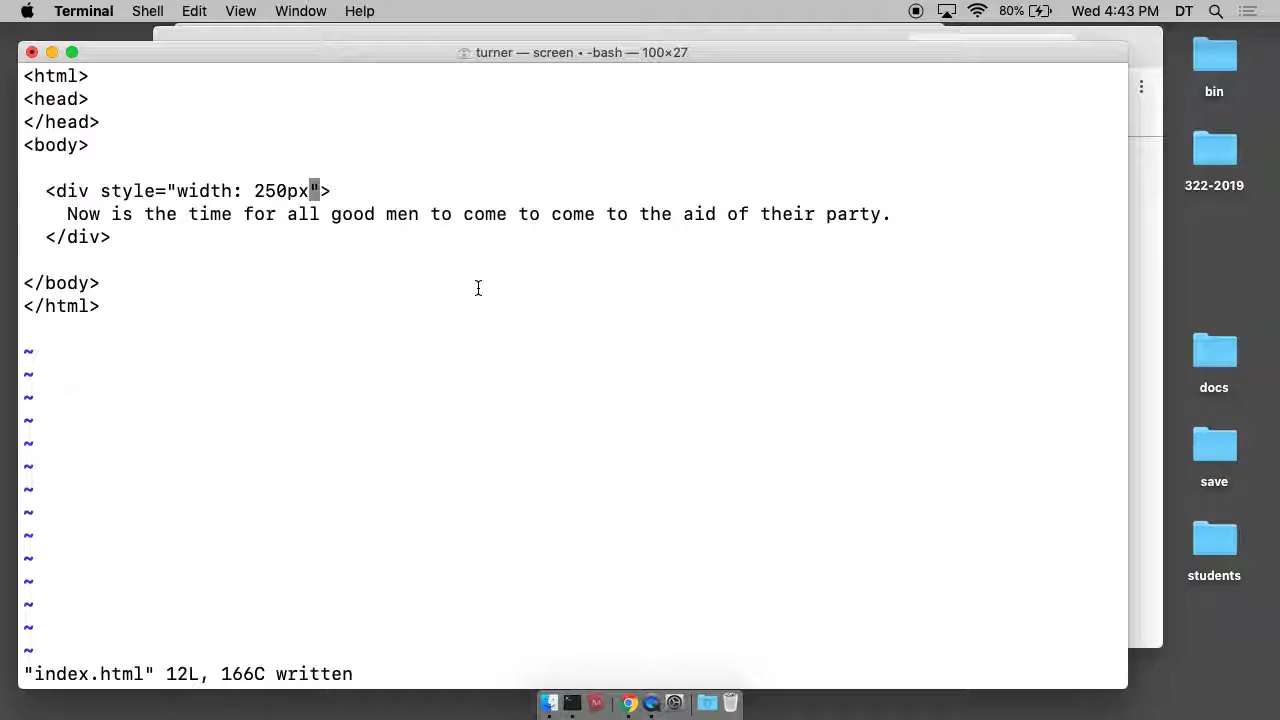 Terminal Shell Edit View Window Help 80% Wed 4:43 PM DT
turner — screen • -bash — 100×27
<html>
<head>
</head>
<body>
<div style="width: 250px">
Now is the time for all good men to come to come to the aid of their party.
</div>
</body>
</html>
~
~
~
~
~
~
~
~
~
~
~
~
~
~
"index.html" 12L, 166C written
bin
322-2019
docs
save
students